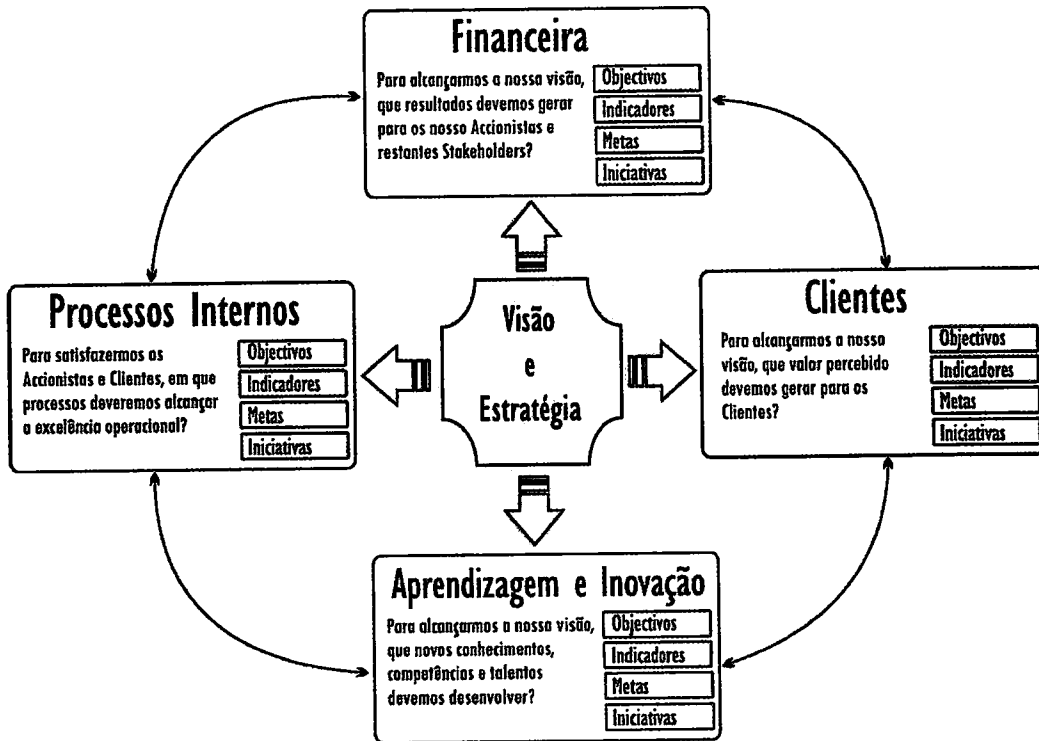 Financeira
Para alcançarmos a nossa visão,
que resultados devemos gerar
para os nosso Accionistas e
restantes Stakeholders?
Objectivos
Indicadores
Metas
Iniciativas
Processos Internos
Para satisfazermos os
Accionistas e Clientes, em que
processos deveremos alcançar
a excelência operacional?
Objectivos
Indicadores
Metas
Iniciativas
Visão
e
Estratégia
Clientes
Para alcançarmos a nossa
visão, que valor percebido
devemos gerar para os
Clientes?
Objectivos
Indicadores
Metas
Iniciativas
Aprendizagem e Inovação
Para alcançarmos a nossa visão,
que novos conhecimentos,
competências e talentos
devemos desenvolver?
Objectivos
Indicadores
Metas
Iniciativas